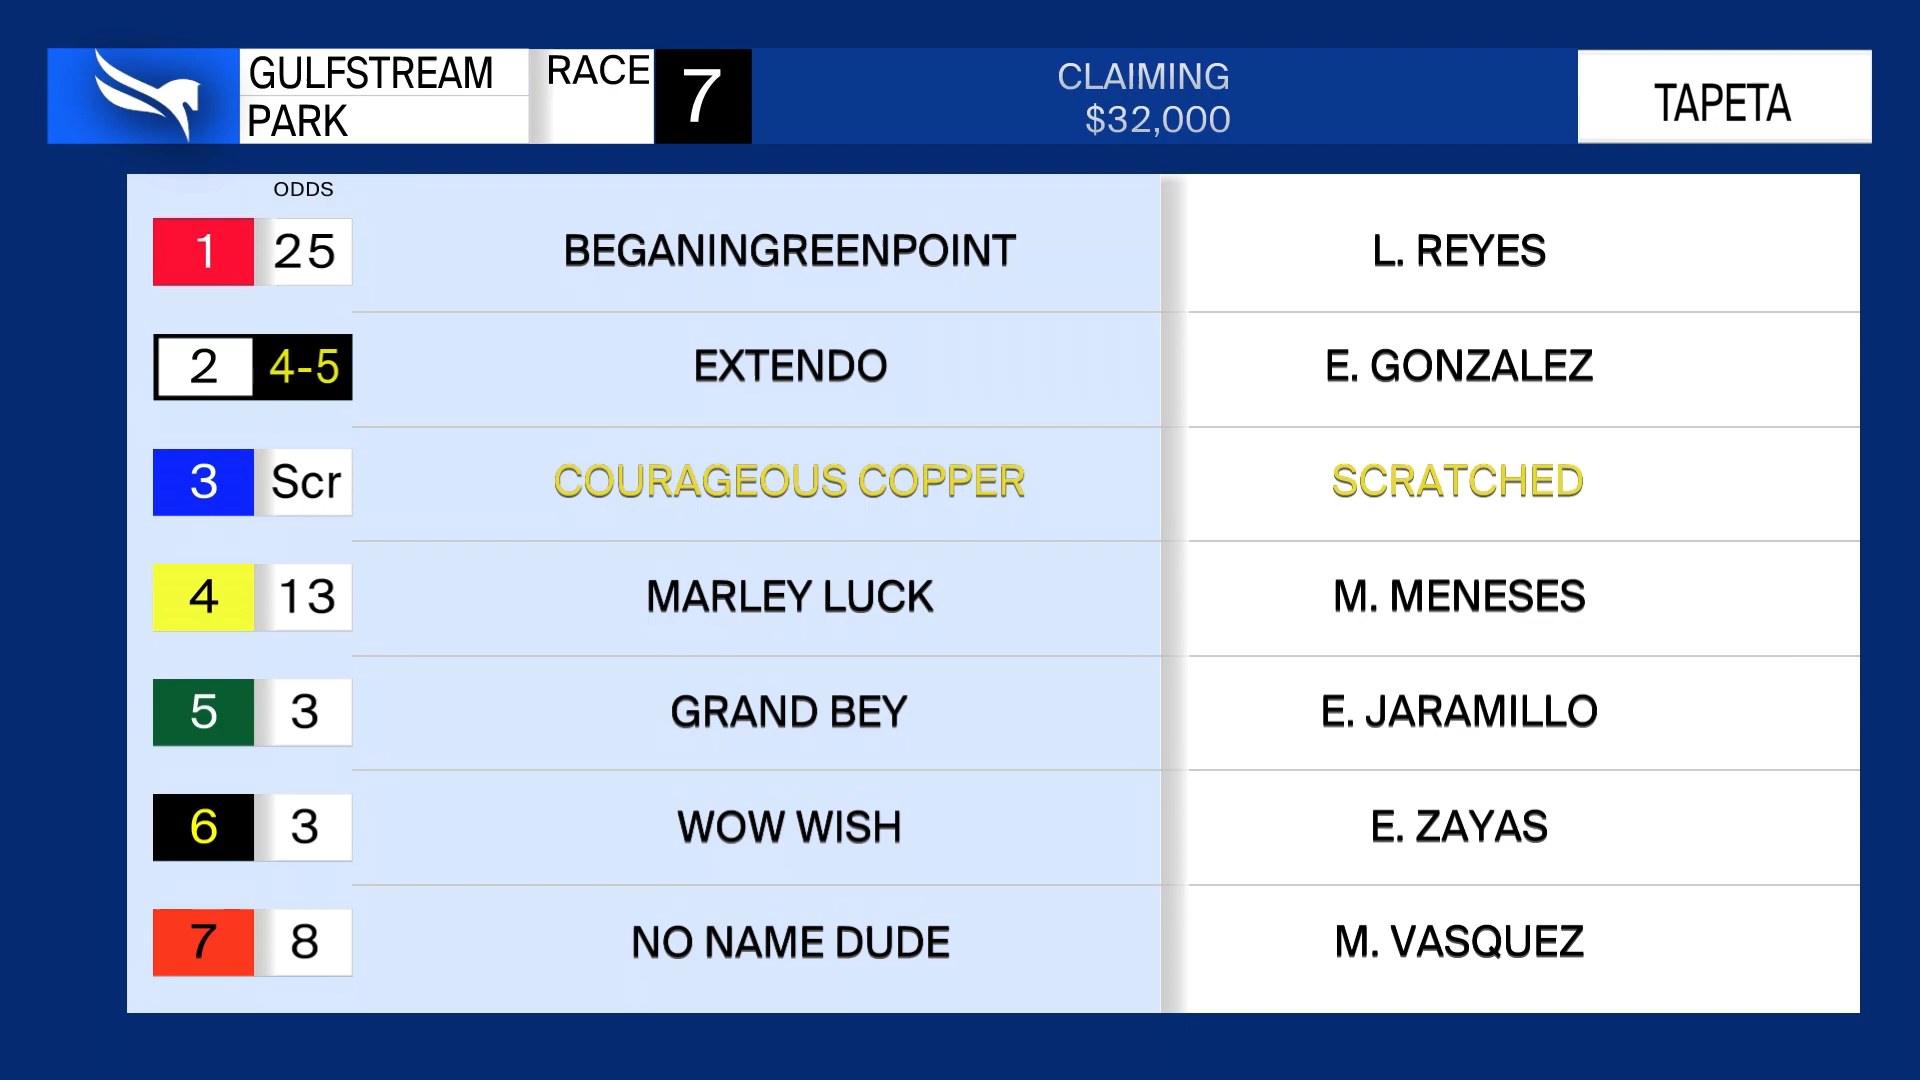 GULFSTREAM
PARK
RACE
7
CLAIMING
$32,000
TAPETA
ODDS
1 25 BEGANINGREENPOINT L. REYES
2 4-5 EXTENDO E. GONZALEZ
3 Scr COURAGEOUS COPPER SCRATCHED
4 13 MARLEY LUCK M. MENESES
5 3 GRAND BEY E. JARAMILLO
6 3 WOW WISH E. ZAYAS
7 8 NO NAME DUDE M. VASQUEZ